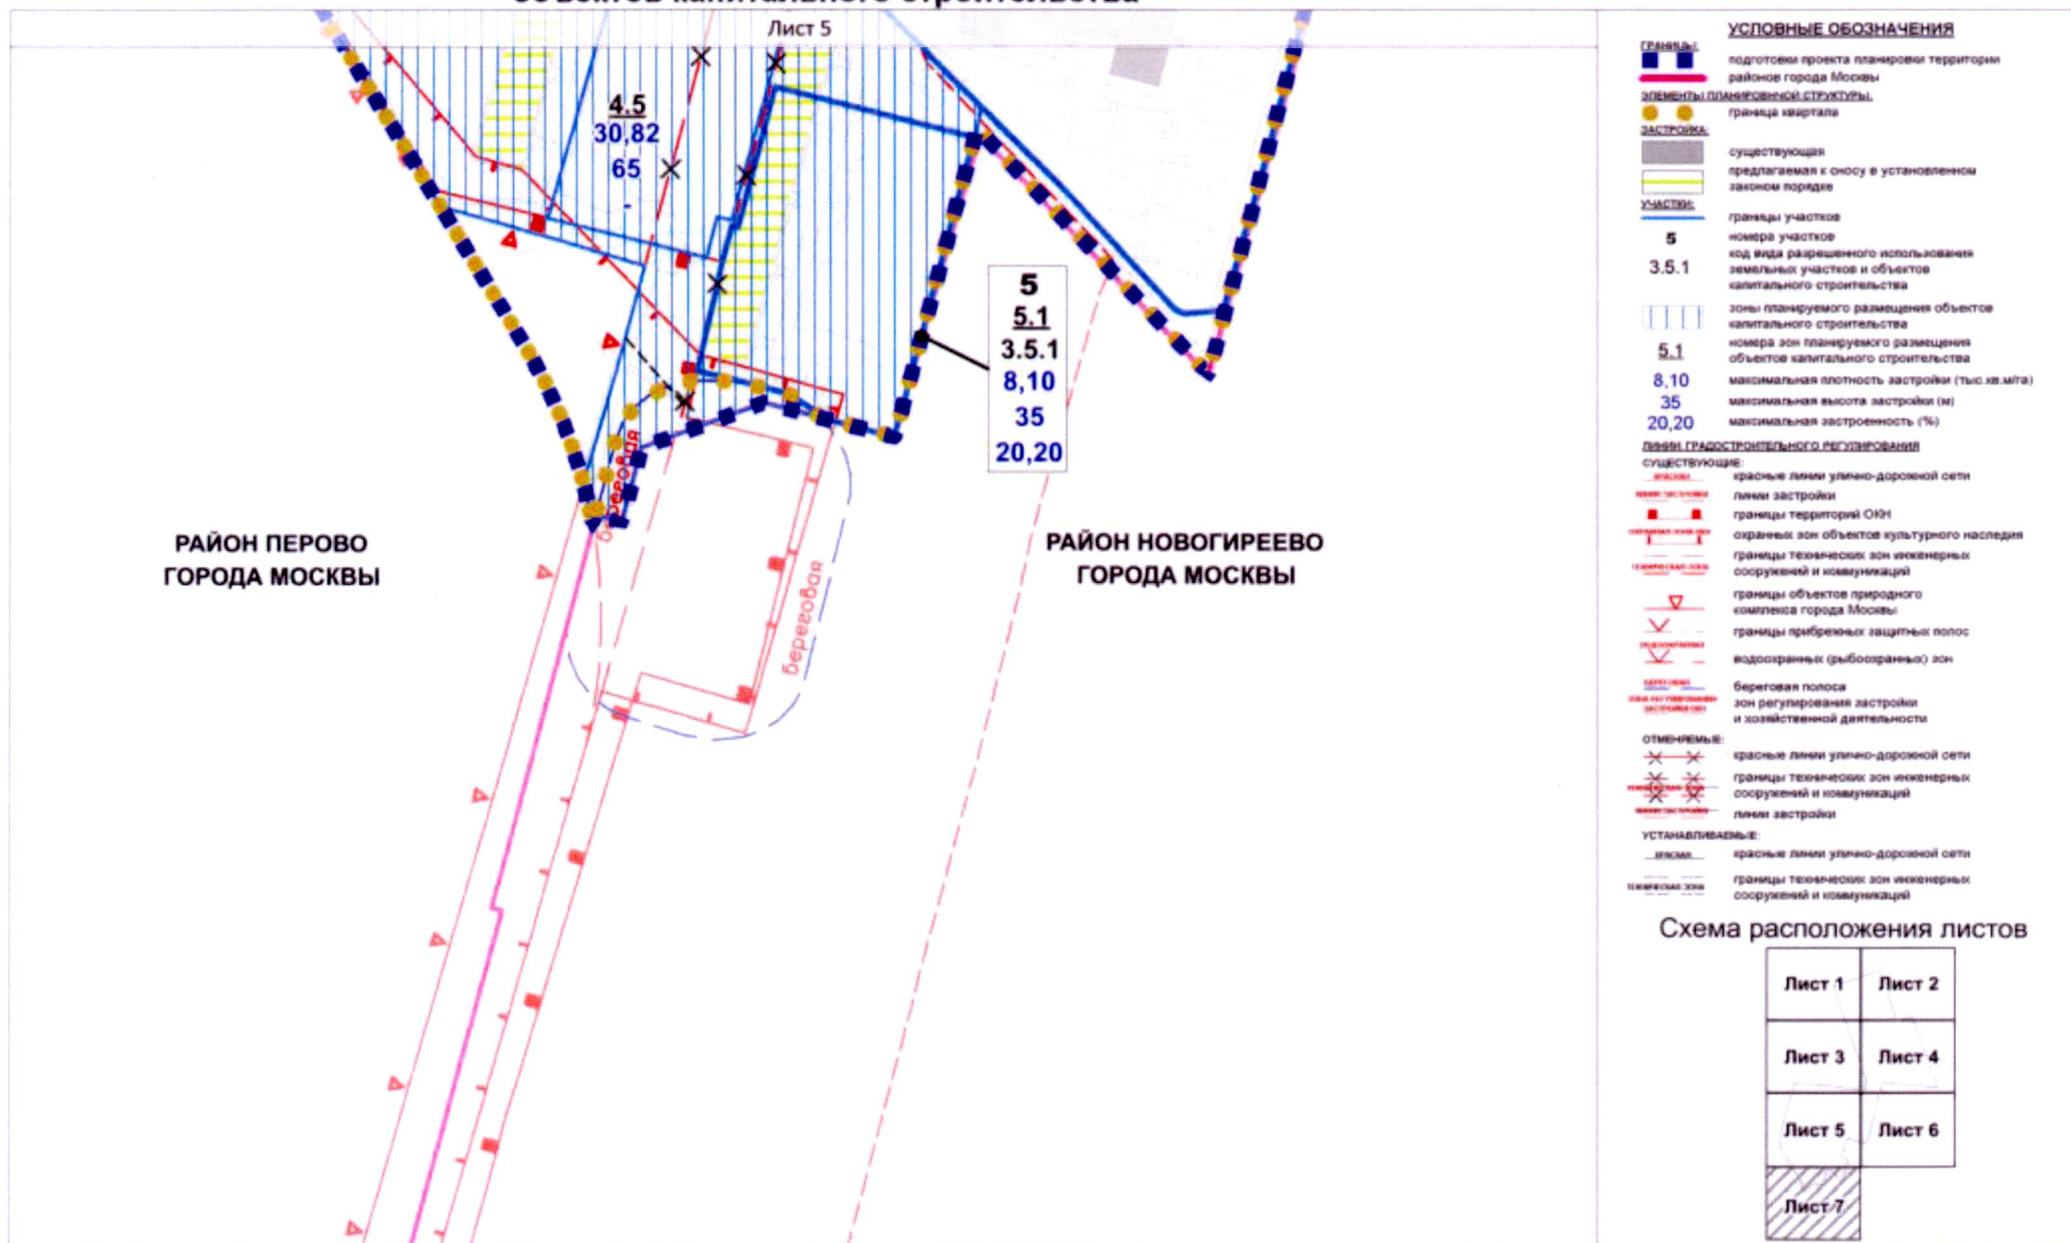 объектов капитального строительства
Лист 5
4.5
30,82
65
-
5
5.1
3.5.1
8,10
35
20,20
береговая
береговая
РАЙОН ПЕРОВО
ГОРОДА МОСКВЫ
РАЙОН НОВОГИРЕЕВО
ГОРОДА МОСКВЫ
УСЛОВНЫЕ ОБОЗНАЧЕНИЯ
ГРАНИЦЫ:
подготовки проекта планировки территории
районов города Москвы
ЭЛЕМЕНТЫ ПЛАНИРОВОЧНОЙ СТРУКТУРЫ:
граница квартала
ЗАСТРОЙКА:
существующая
предлагаемая к сносу в установленном
законом порядке
УЧАСТКИ:
границы участков
5 номера участков
3.5.1 код вида разрешенного использования
земельных участков и объектов
капитального строительства
зоны планируемого размещения объектов
капитального строительства
5.1 номера зон планируемого размещения
объектов капитального строительства
8,10 максимальная плотность застройки (тыс.кв.м/га)
35 максимальная высота застройки (м)
20,20 максимальная застроенность (%)
ЛИНИИ ГРАДОСТРОИТЕЛЬНОГО РЕГУЛИРОВАНИЯ
СУЩЕСТВУЮЩИЕ:
красные линии улично-дорожной сети
линии застройки
границы территорий ОКН
охранных зон объектов культурного наследия
границы технических зон инженерных
ТЕХНИЧЕСКАЯ ЗОНА сооружений и коммуникаций
границы объектов природного
комплекса города Москвы
границы прибрежных защитных полос
водоохранных (рыбоохранных) зон
береговая полоса
зон регулирования застройки
и хозяйственной деятельности
ОТМЕНЯЕМЫЕ:
красные линии улично-дорожной сети
границы технических зон инженерных
сооружений и коммуникаций
линии застройки
УСТАНАВЛИВАЕМЫЕ:
красные линии улично-дорожной сети
границы технических зон инженерных
ТЕХНИЧЕСКАЯ ЗОНА сооружений и коммуникаций
Схема расположения листов
Лист 1 Лист 2
Лист 3 Лист 4
Лист 5 Лист 6
Лист 7